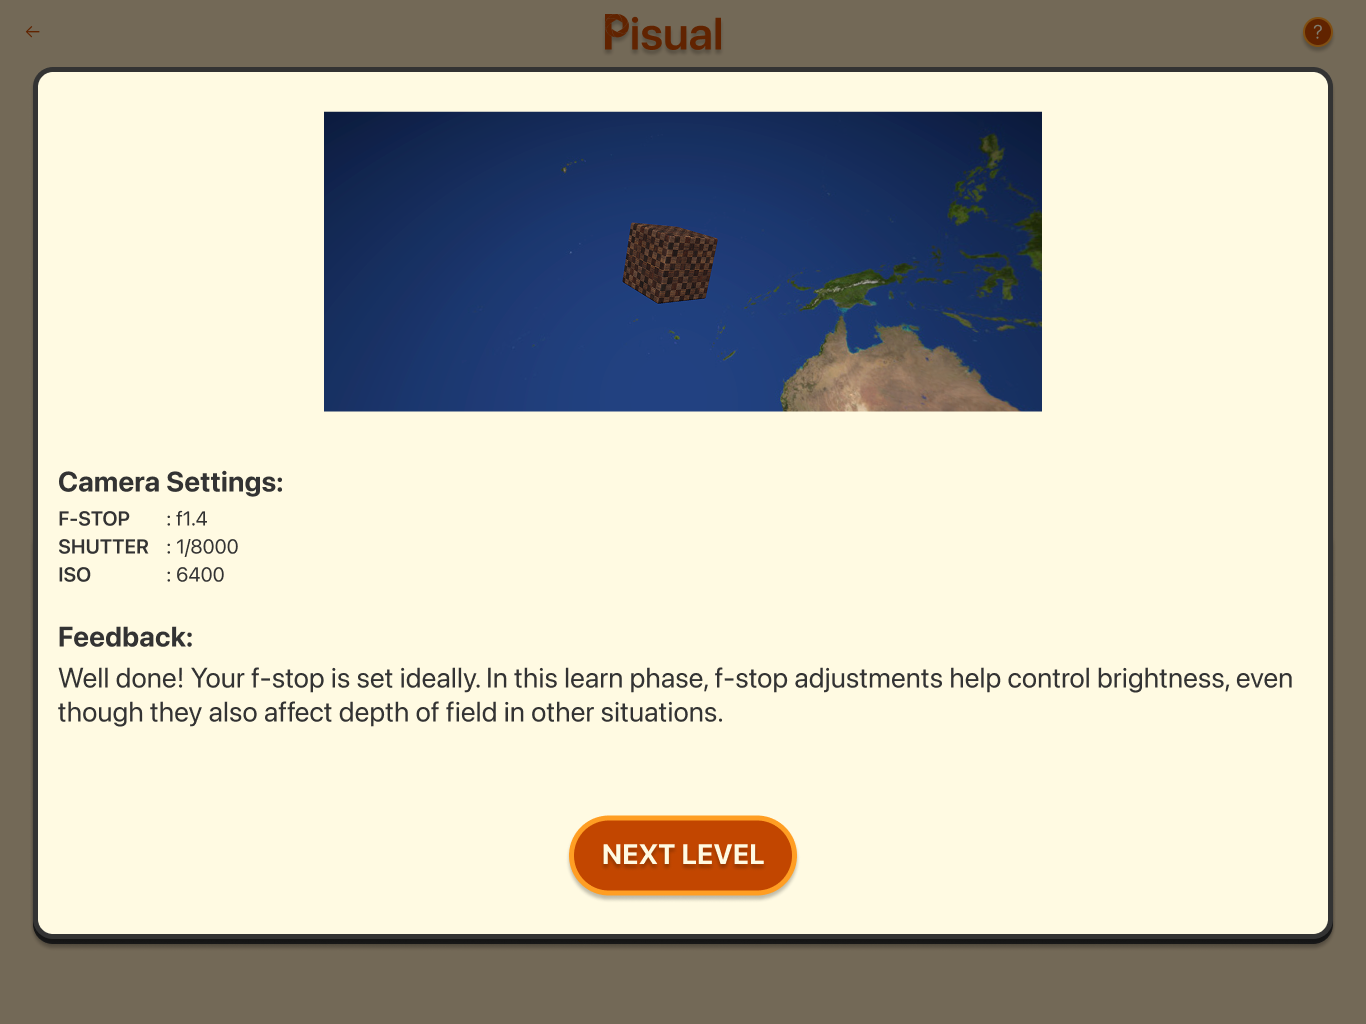 ←
Pisual
?
Camera Settings:
F-STOP : f1.4
SHUTTER : 1/8000
ISO : 6400
Feedback:
Well done! Your f-stop is set ideally. In this learn phase, f-stop adjustments help control brightness, even
though they also affect depth of field in other situations.
NEXT LEVEL